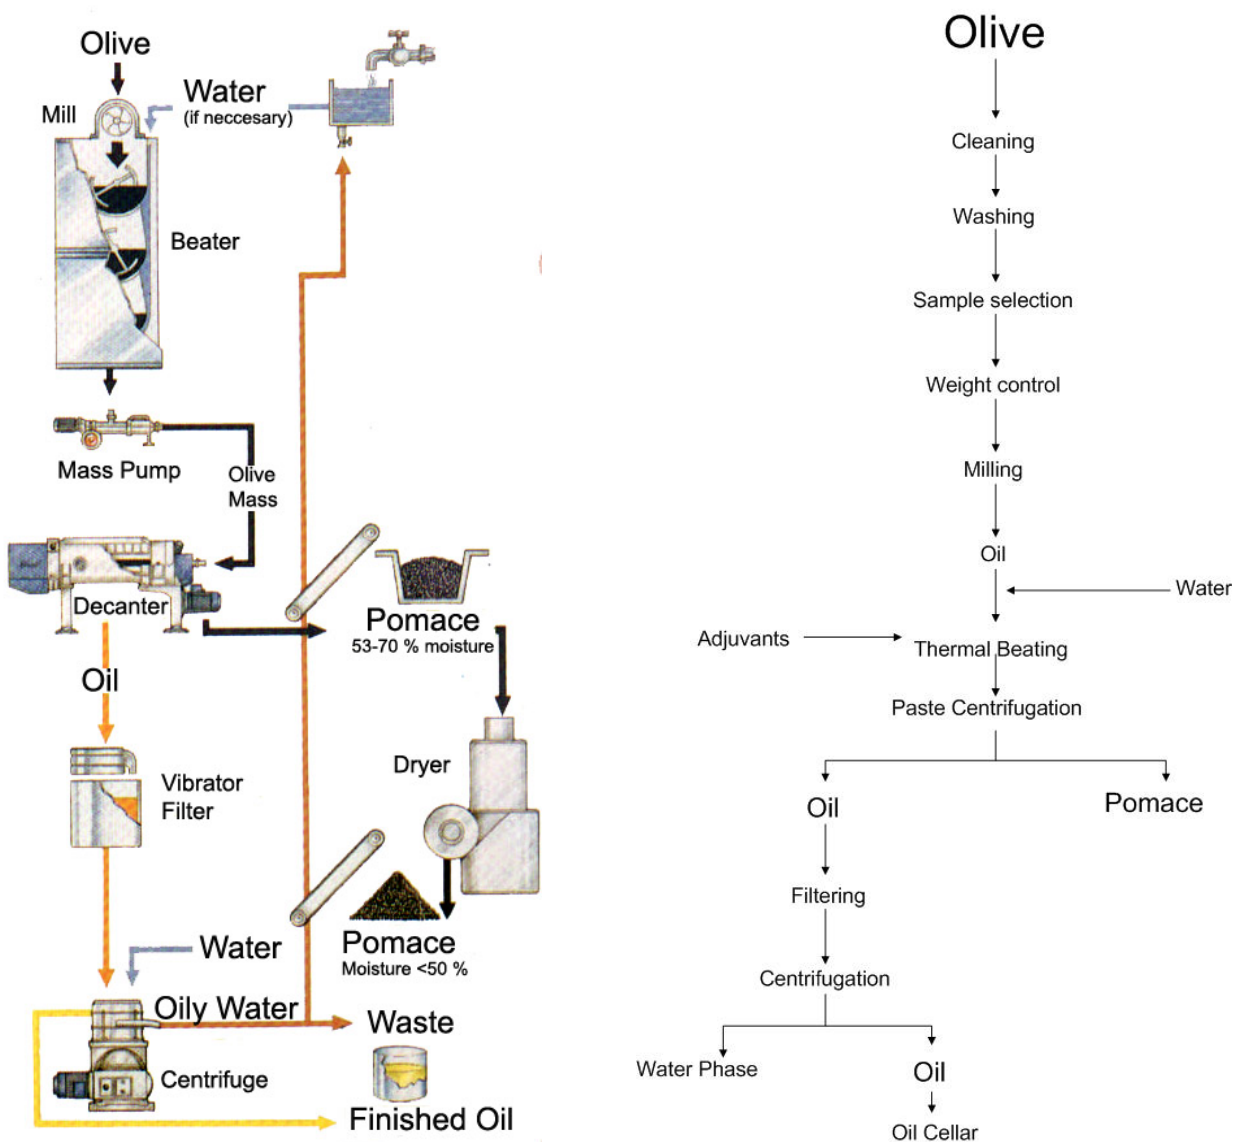 Olive
Mill
Water
(if neccesary)
Beater
Mass Pump
Olive
Mass
Decanter
Pomace
53-70 % moisture
Oil
Vibrator
Filter
Dryer
Pomace
Moisture <50 %
Water
Oily Water
Waste
Centrifuge
Finished Oil
Olive
Cleaning
Washing
Sample selection
Weight control
Milling
Oil
Water
Adjuvants
Thermal Beating
Paste Centrifugation
Oil
Pomace
Filtering
Centrifugation
Water Phase
Oil
Oil Cellar